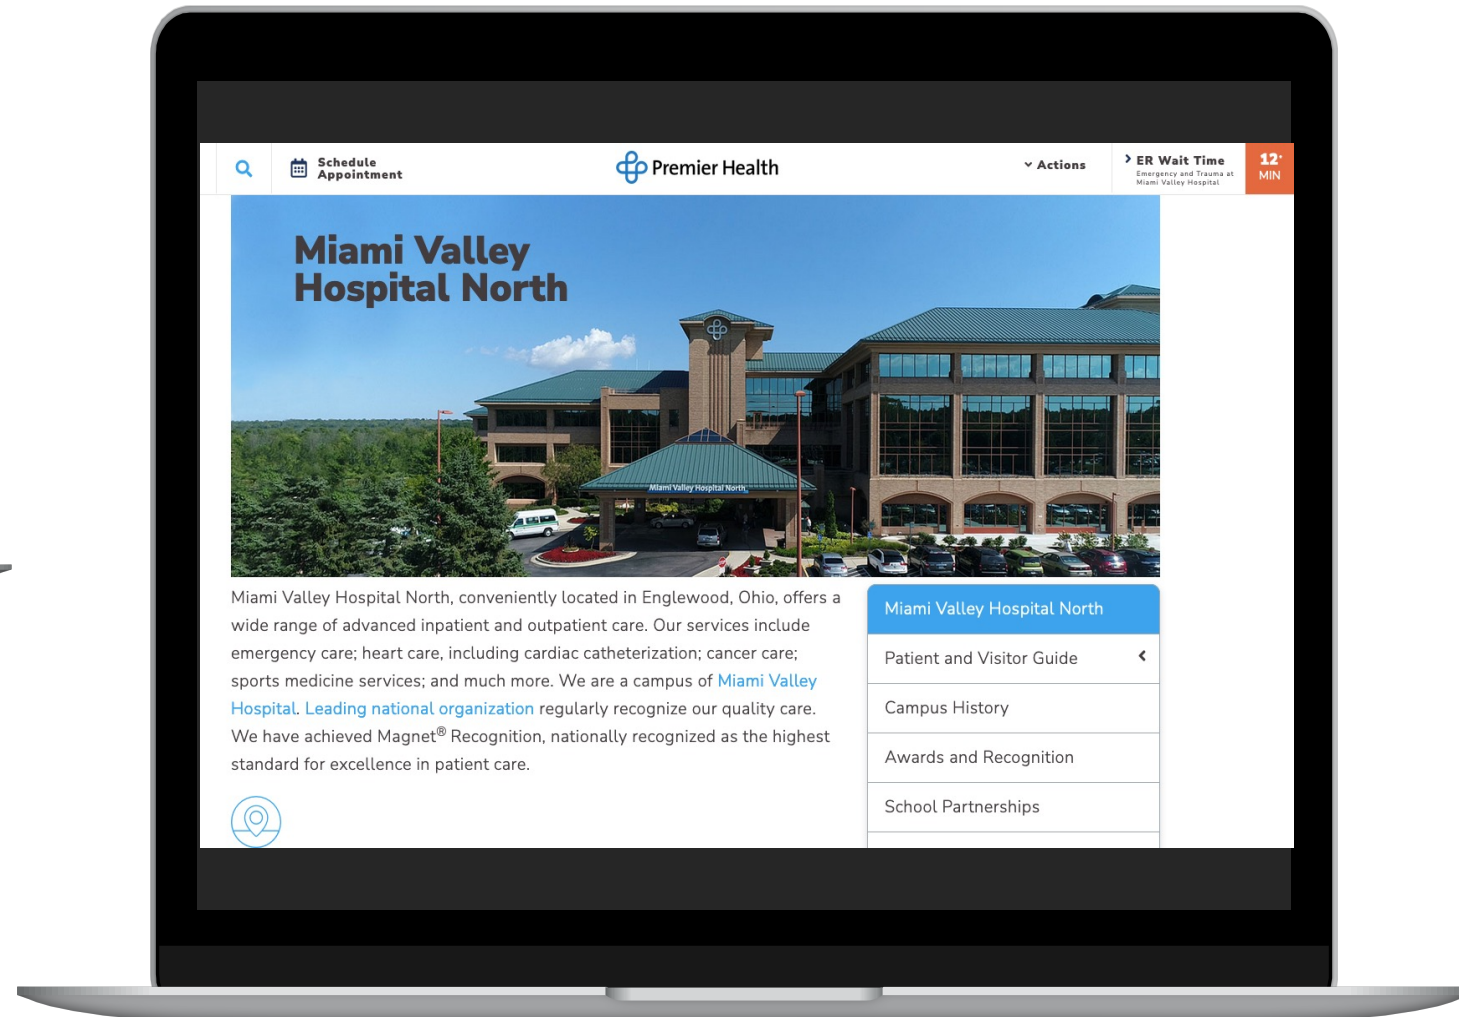 Schedule
Appointment
Premier Health
Actions
ER Wait Time
Emergency and Trauma at
Miami Valley Hospital
12*
MIN
Miami Valley
Hospital North
Miami Valley Hospital North
Miami Valley Hospital North, conveniently located in Englewood, Ohio, offers a
wide range of advanced inpatient and outpatient care. Our services include
emergency care; heart care, including cardiac catheterization; cancer care;
sports medicine services; and much more. We are a campus of Miami Valley
Hospital. Leading national organization regularly recognize our quality care.
We have achieved Magnet® Recognition, nationally recognized as the highest
standard for excellence in patient care.
Miami Valley Hospital North
Patient and Visitor Guide
Campus History
Awards and Recognition
School Partnerships